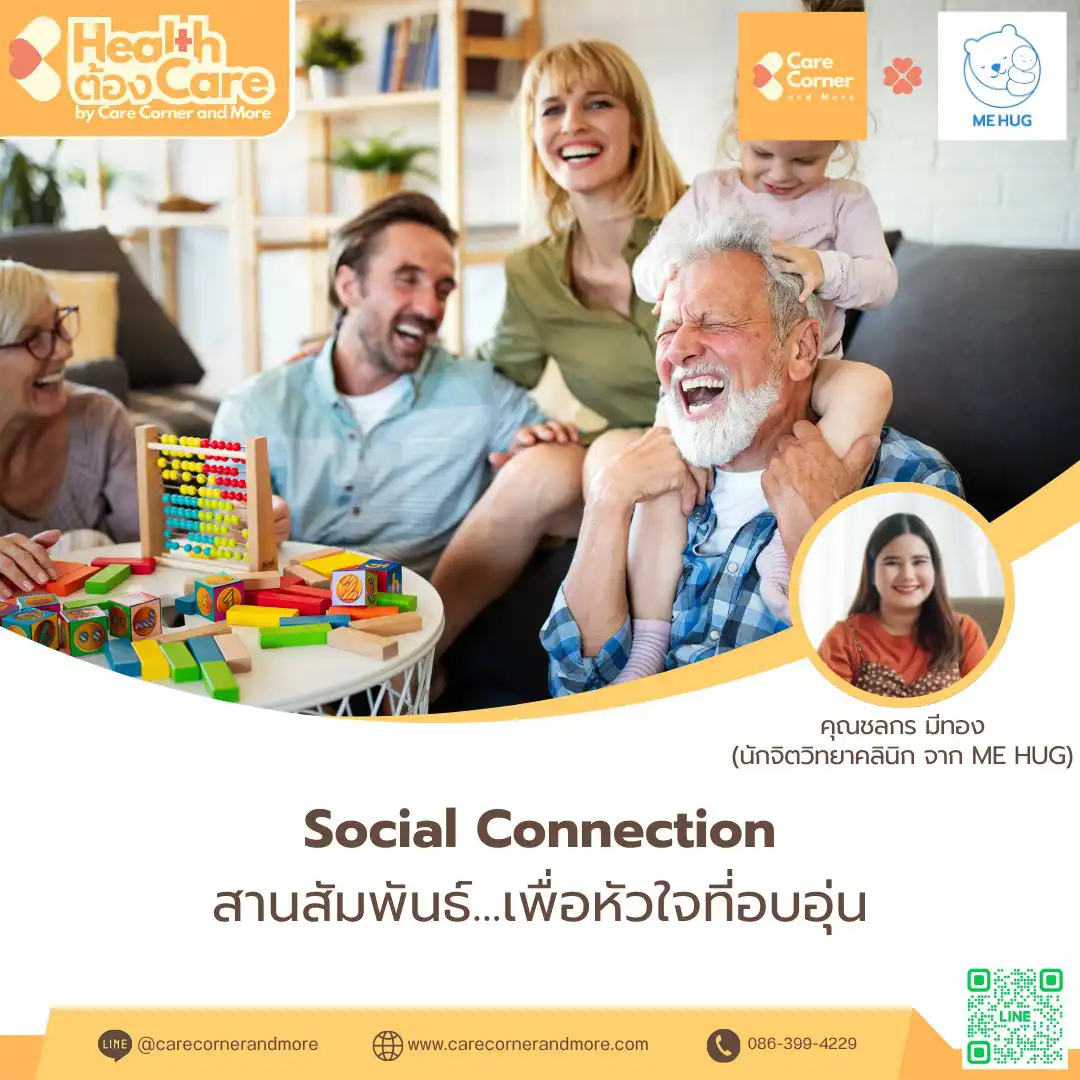 Health
ต้อง Care
by Care Corner and More
Care
Corner
and More
ME HUG
คุณชลกร มีทอง
(นักจิตวิทยาคลินิก จาก ME HUG)
Social Connection
สานสัมพันธ์...เพื่อหัวใจที่อบอุ่น
LINE
LINE @carecornerandmore
www.carecornerandmore.com
086-399-4229